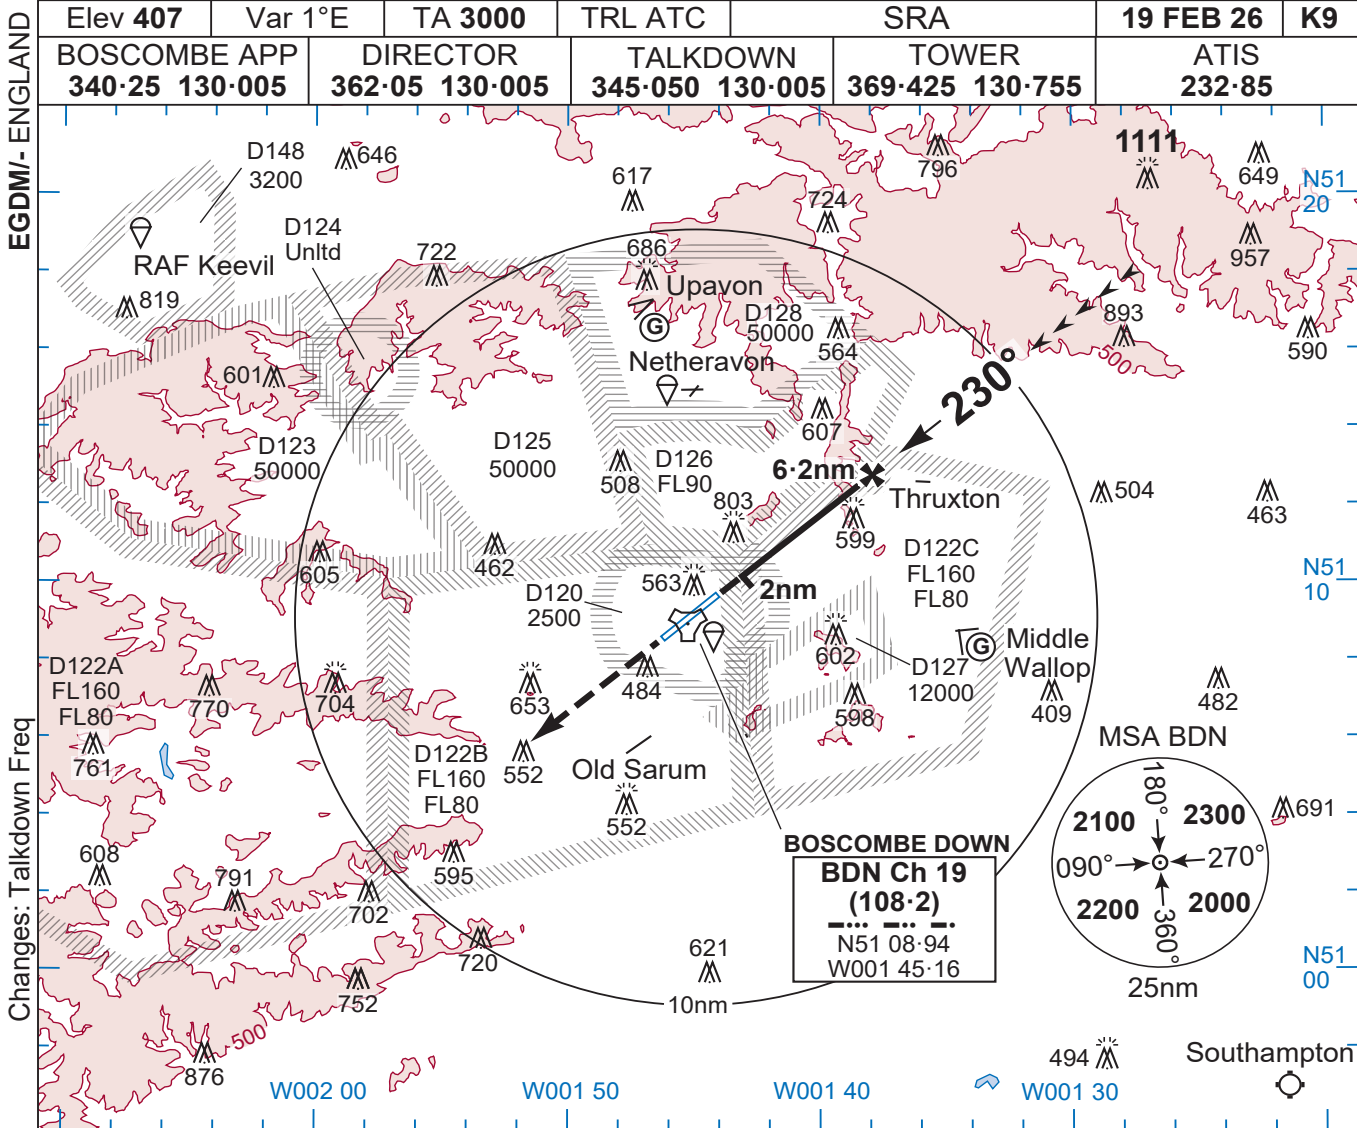 Elev 407
Var 1°E
TA 3000
TRL ATC
SRA
19 FEB 26
K9
BOSCOMBE APP
340·25 130·005
DIRECTOR
362·05 130·005
TALKDOWN
345·050 130·005
TOWER
369·425 130·755
ATIS
232·85
EGDM/- ENGLAND
Changes: Talkdown Freq
D148
3200
646
617
796
1111
649
N51
20
724
957
D124
Unltd
RAF Keevil
819
722
686
Upavon
G
D128
50000
564
893
500
590
Netheravon
601
230°
607
D123
50000
D125
50000
508
D126
FL90
6·2nm
Thruxton
504
463
803
599
605
462
D122C
FL160
FL80
N51
10
563
2nm
D120
2500
602
G
Middle
Wallop
D127
12000
D122A
FL160
FL80
770
704
653
484
598
409
482
761
D122B
FL160
FL80
552
Old Sarum
552
MSA BDN
180°
2100
2300
090°
270°
2200
2000
360°
25nm
691
608
791
595
702
BOSCOMBE DOWN
BDN Ch 19
(108·2)
N51 08·94
W001 45·16
720
621
752
10nm
N51
00
500
876
494
Southampton
W002 00
W001 50
W001 40
W001 30